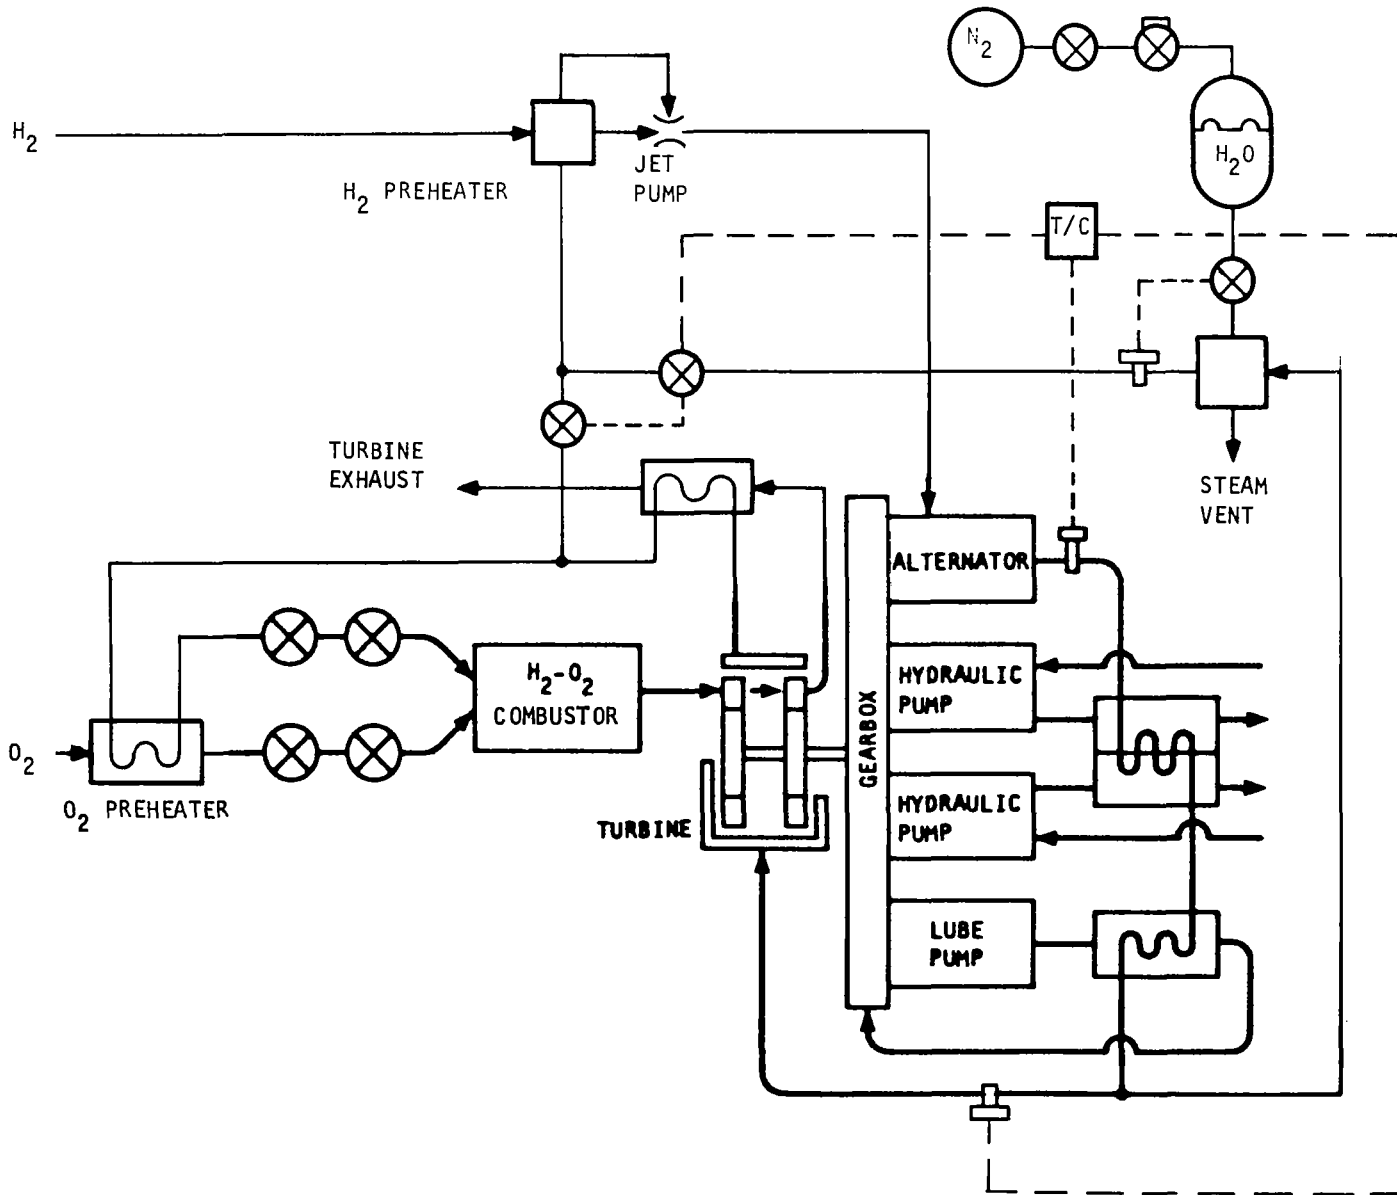 N₂
H₂
H₂O
JET
PUMP
H₂ PREHEATER
T/C
TURBINE
EXHAUST
STEAM
VENT
ALTERNATOR
H₂-O₂
COMBUSTOR
HYDRAULIC
PUMP
GEARBOX
O₂
O₂ PREHEATER
HYDRAULIC
PUMP
TURBINE
LUBE
PUMP